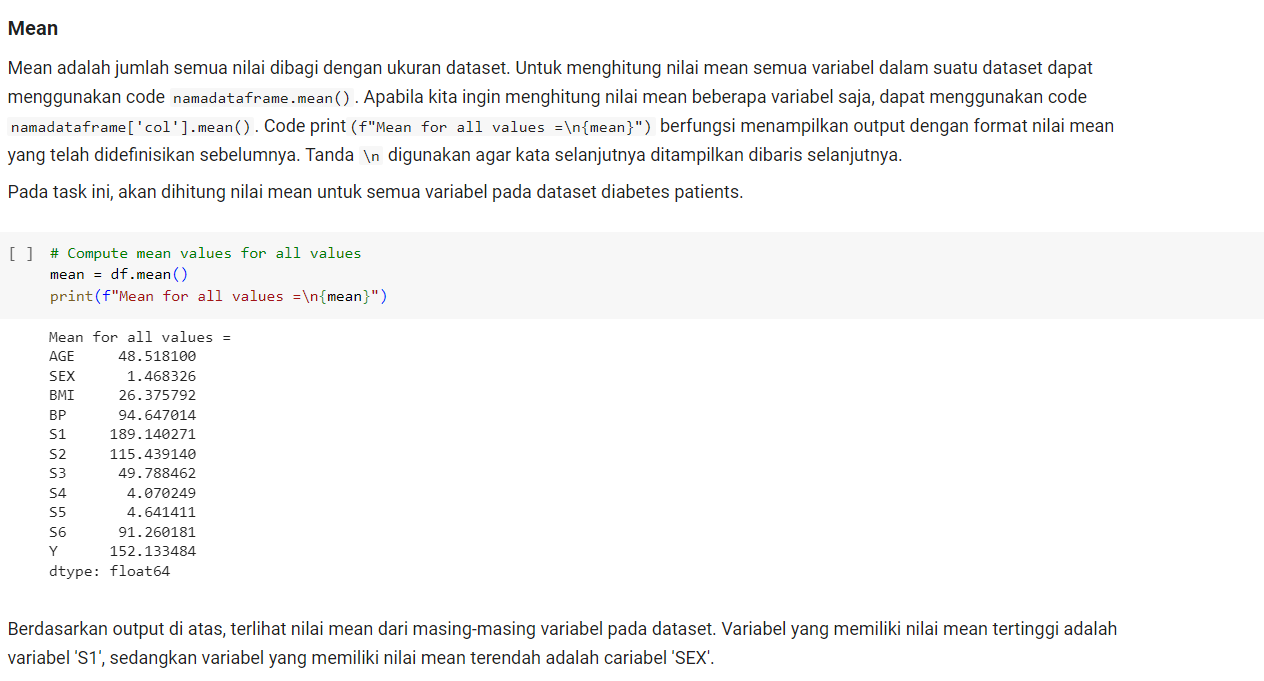 Mean
Mean adalah jumlah semua nilai dibagi dengan ukuran dataset. Untuk menghitung nilai mean semua variabel dalam suatu dataset dapat
menggunakan code namadataframe.mean(). Apabila kita ingin menghitung nilai mean beberapa variabel saja, dapat menggunakan code
namadataframe['col'].mean(). Code print (f"Mean for all values =\n{mean}") berfungsi menampilkan output dengan format nilai mean
yang telah didefinisikan sebelumnya. Tanda \n digunakan agar kata selanjutnya ditampilkan dibaris selanjutnya.
Pada task ini, akan dihitung nilai mean untuk semua variabel pada dataset diabetes patients.
[ ] # Compute mean values for all values
mean = df.mean()
print(f"Mean for all values =\n{mean}")
Mean for all values =
AGE 48.518100
SEX 1.468326
BMI 26.375792
BP 94.647014
S1 189.140271
S2 115.439140
S3 49.788462
S4 4.070249
S5 4.641411
S6 91.260181
Y 152.133484
dtype: float64
Berdasarkan output di atas, terlihat nilai mean dari masing-masing variabel pada dataset. Variabel yang memiliki nilai mean tertinggi adalah
variabel 'S1', sedangkan variabel yang memiliki nilai mean terendah adalah cariabel 'SEX'.